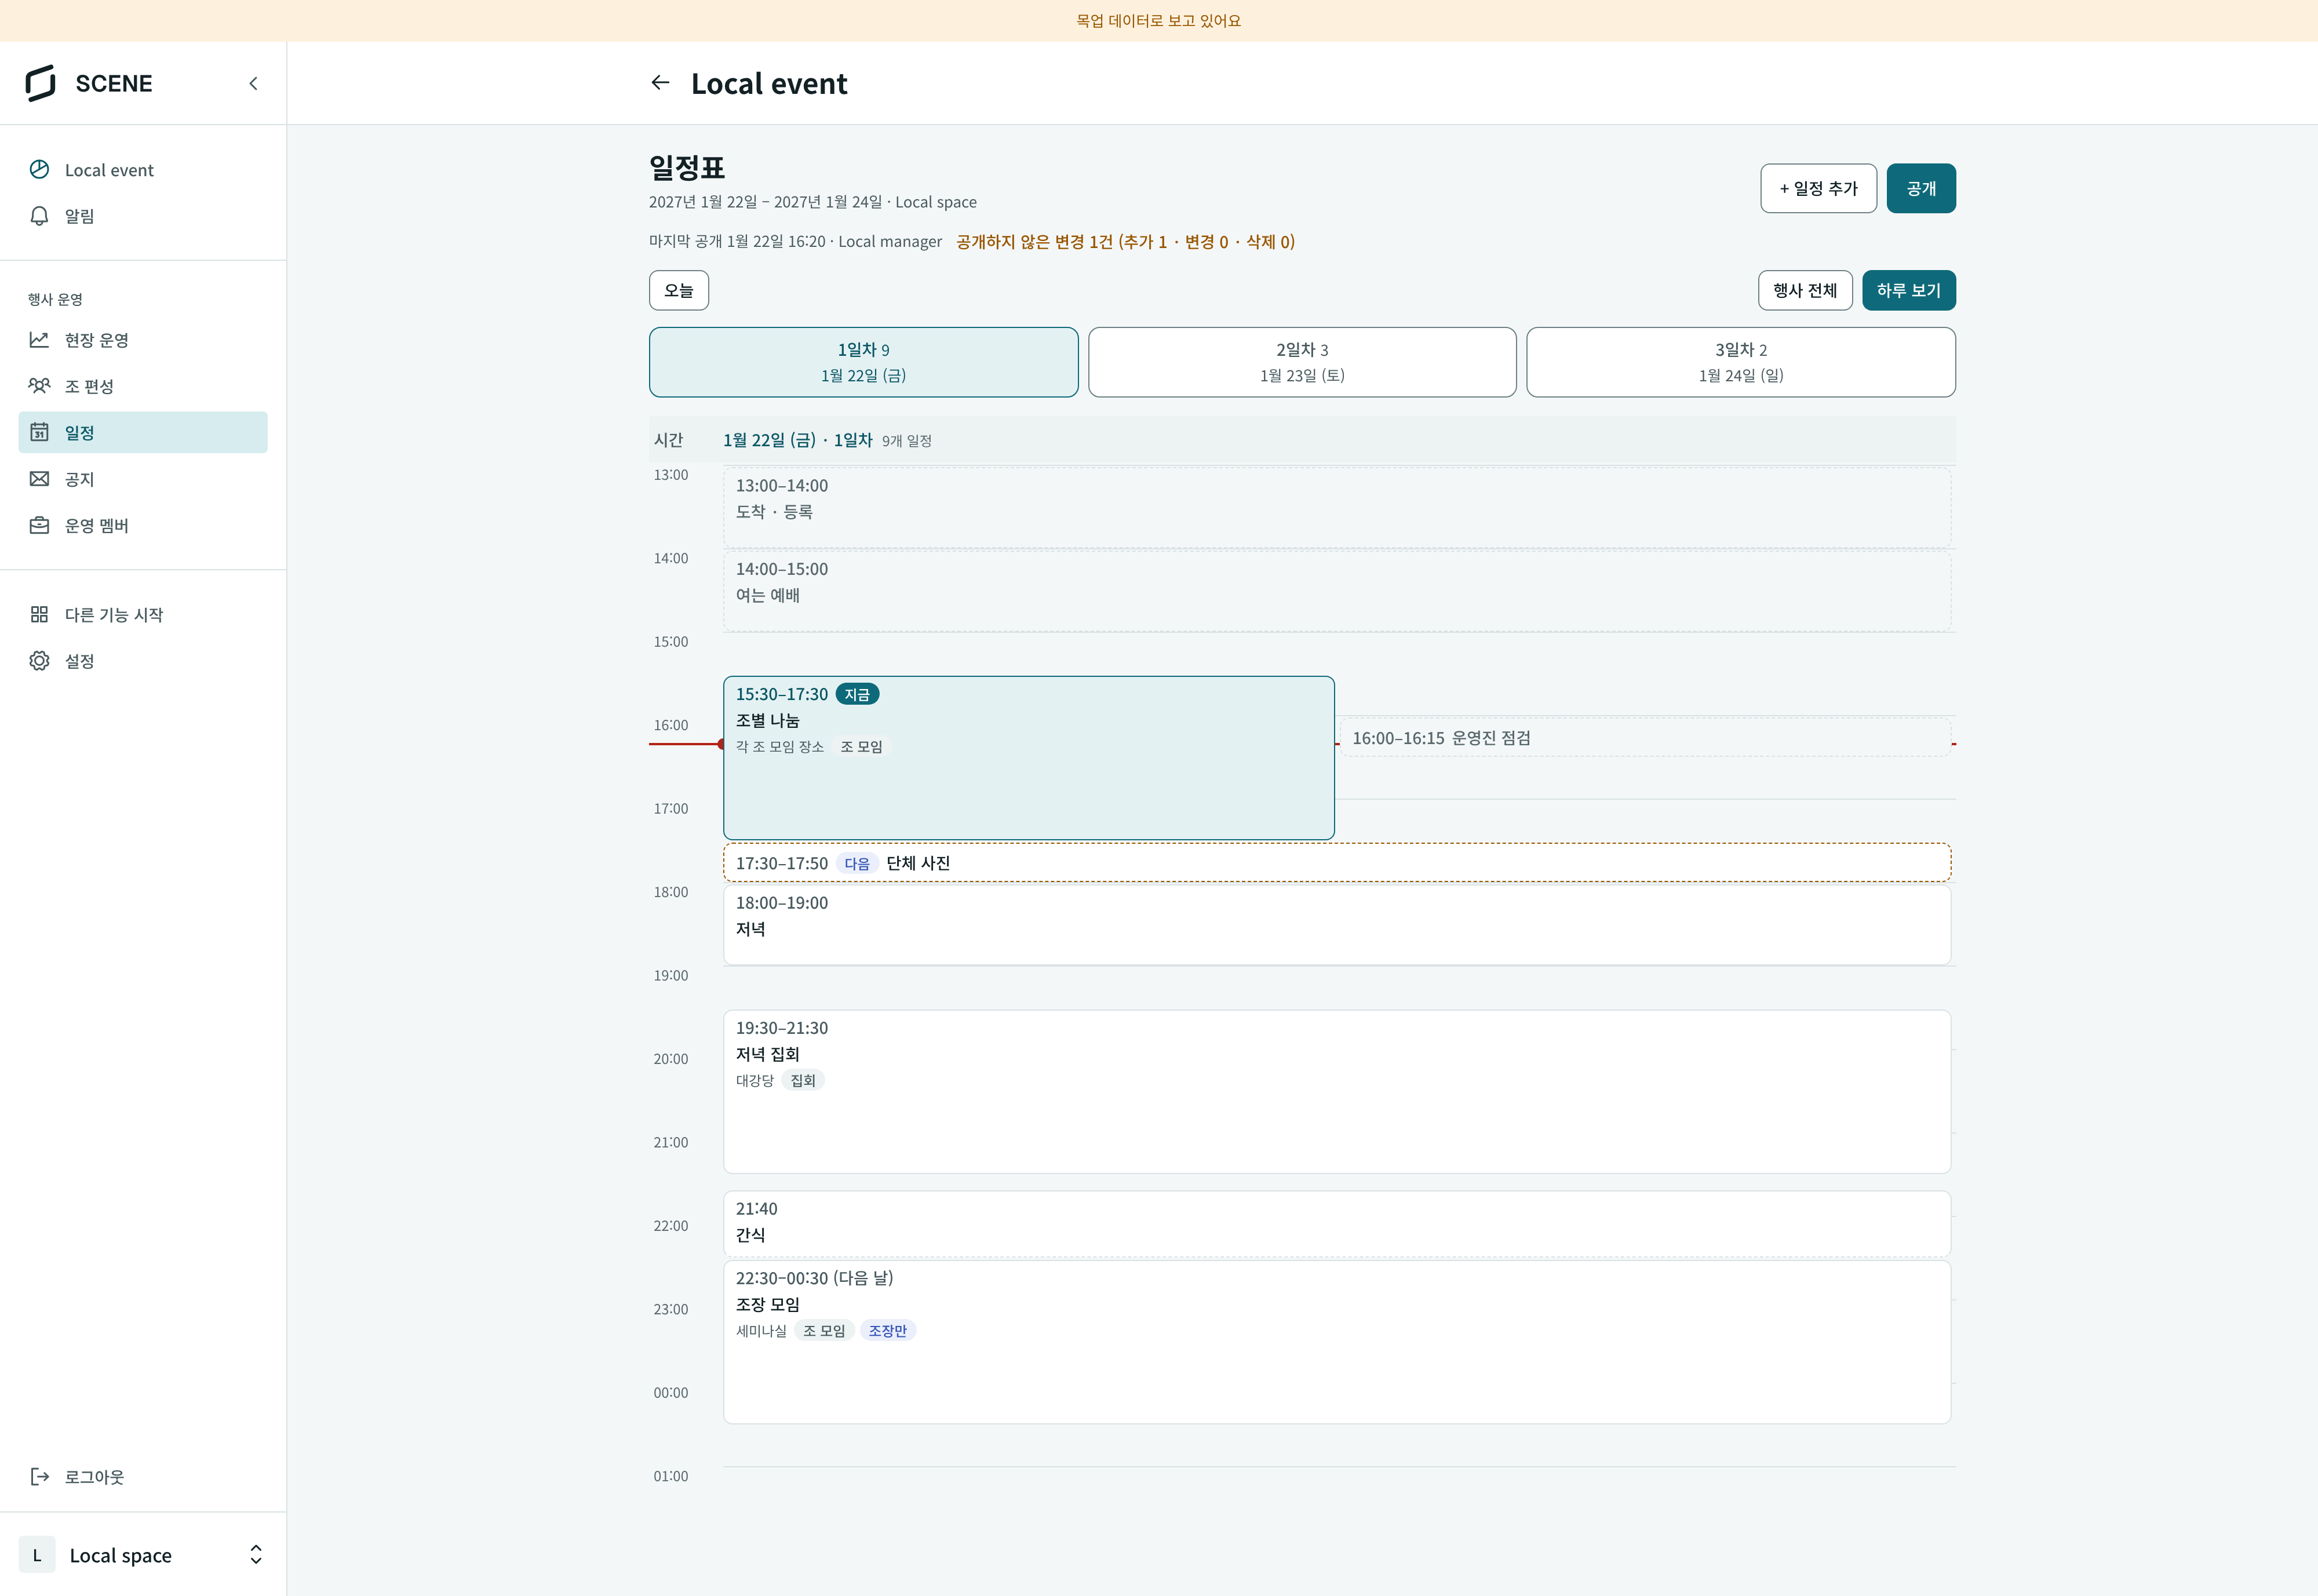 목업 데이터로 보고 있어요
SCENE
Local event
알림
행사 운영
현장 운영
조 편성
31
일정
공지
운영 멤버
다른 기능 시작
설정
로그아웃
L Local space
Local event
일정표
2027년 1월 22일 – 2027년 1월 24일 · Local space
+ 일정 추가
공개
마지막 공개 1월 22일 16:20 · Local manager 공개하지 않은 변경 1건 (추가 1 · 변경 0 · 삭제 0)
오늘
행사 전체
하루 보기
1일차 9
1월 22일 (금)
2일차 3
1월 23일 (토)
3일차 2
1월 24일 (일)
시간 1월 22일 (금) · 1일차 9개 일정
13:00
13:00–14:00
도착 · 등록
14:00
14:00–15:00
여는 예배
15:00
15:30–17:30 지금
조별 나눔
각 조 모임 장소 조 모임
16:00
16:00–16:15 운영진 점검
17:00
17:30–17:50 다음 단체 사진
18:00
18:00–19:00
저녁
19:00
19:30–21:30
저녁 집회
대강당 집회
20:00
21:00
21:40
간식
22:00
22:30–00:30 (다음 날)
조장 모임
세미나실 조 모임 조장만
23:00
00:00
01:00